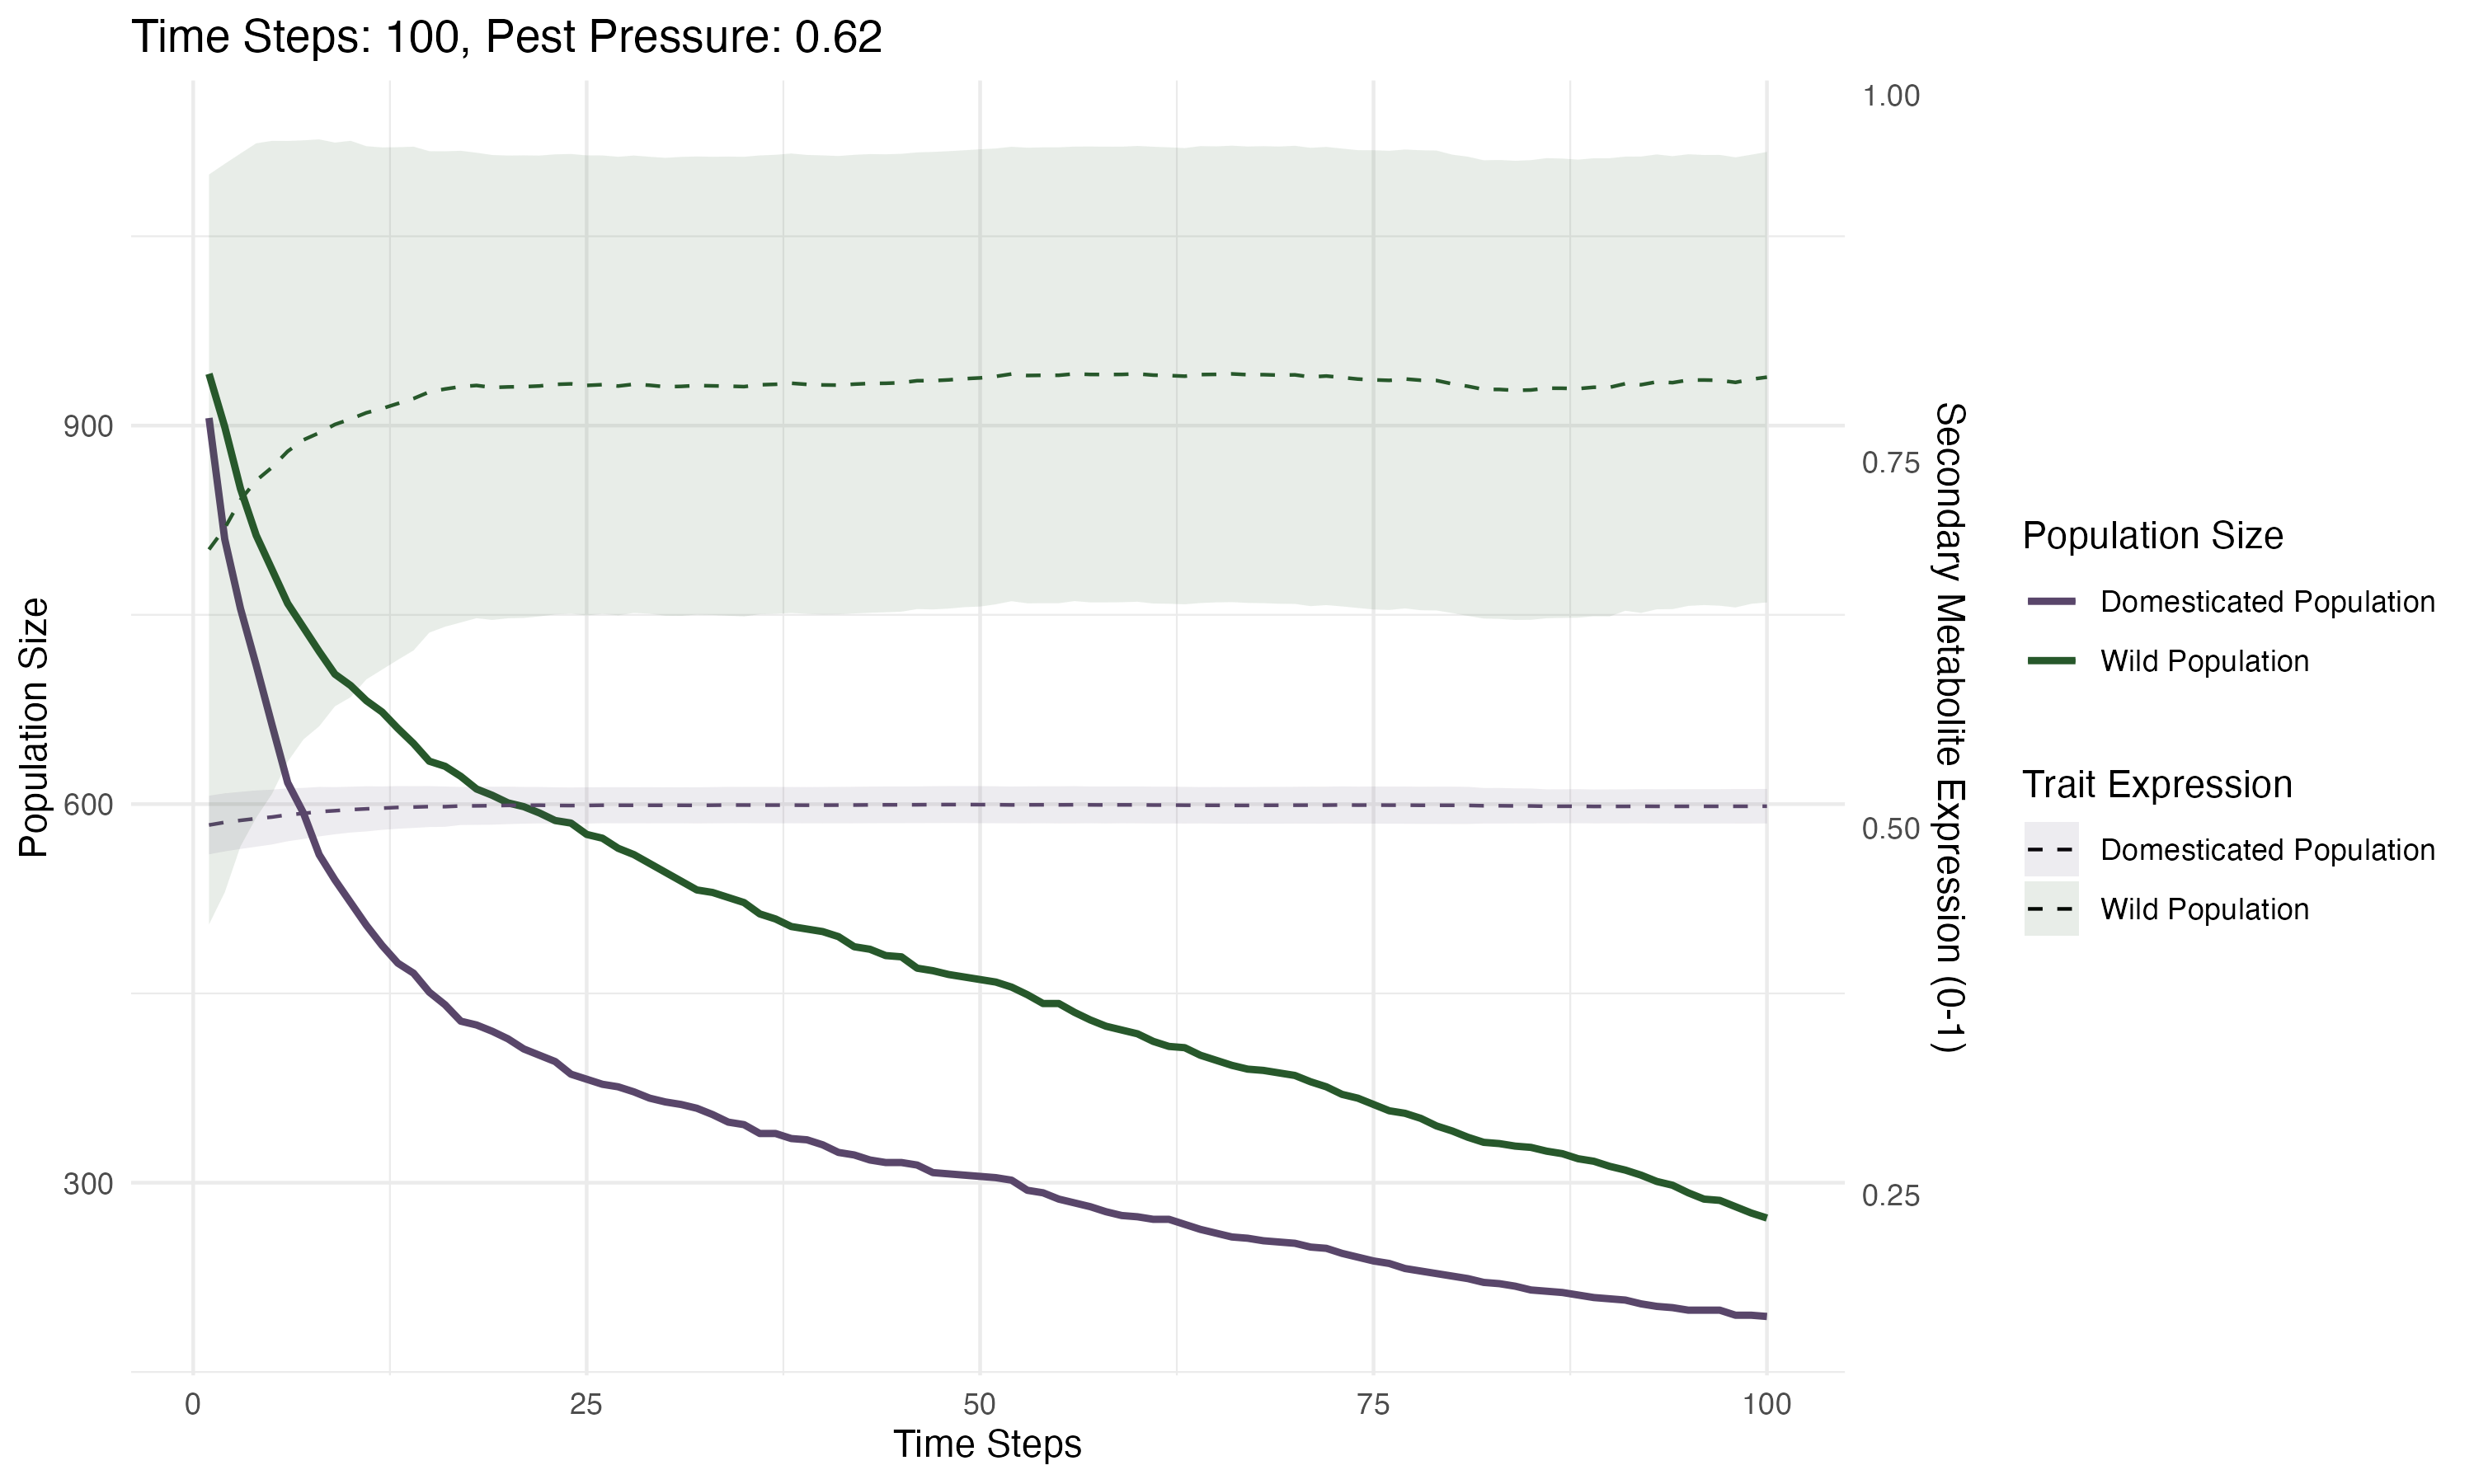 Time Steps: 100, Pest Pressure: 0.62
Population Size
900
600
300
0
25
50
75
100
Time Steps
1.00
0.75
0.50
0.25
Secondary Metabolite Expression (0-1)
Population Size
Domesticated Population
Wild Population
Trait Expression
Domesticated Population
Wild Population